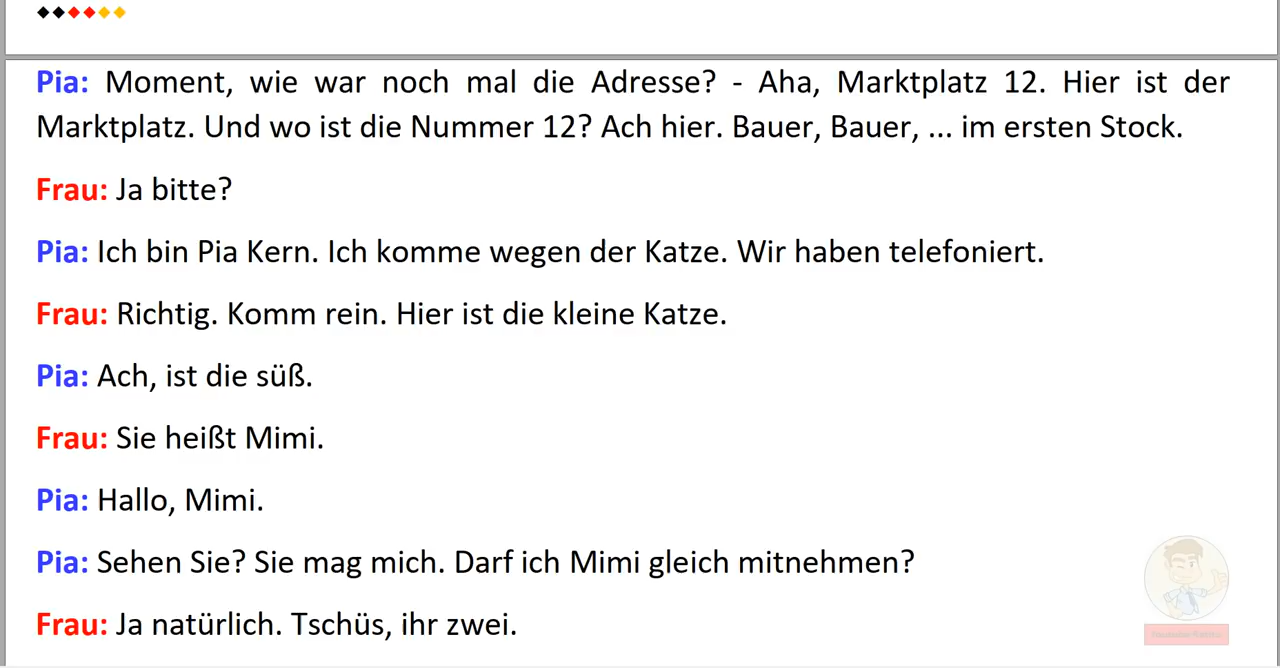 Pia: Moment, wie war noch mal die Adresse? - Aha, Marktplatz 12. Hier ist der
Marktplatz. Und wo ist die Nummer 12? Ach hier. Bauer, Bauer, ... im ersten Stock.
Frau: Ja bitte?
Pia: Ich bin Pia Kern. Ich komme wegen der Katze. Wir haben telefoniert.
Frau: Richtig. Komm rein. Hier ist die kleine Katze.
Pia: Ach, ist die süß.
Frau: Sie heißt Mimi.
Pia: Hallo, Mimi.
Pia: Sehen Sie? Sie mag mich. Darf ich Mimi gleich mitnehmen?
Frau: Ja natürlich. Tschüs, ihr zwei.